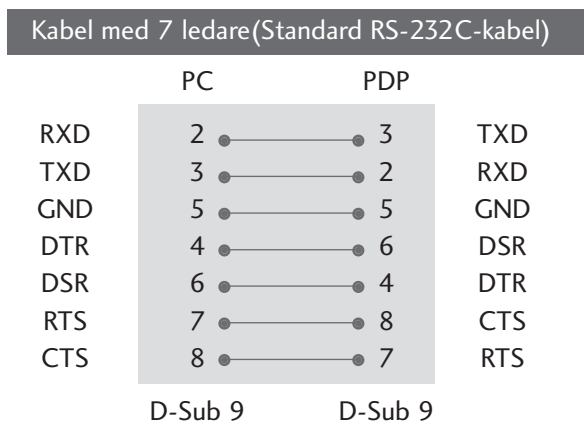 Kabel med 7 ledare(Standard RS-232C-kabel)
PC PDP
RXD 2 3 TXD
TXD 3 2 RXD
GND 5 5 GND
DTR 4 6 DSR
DSR 6 4 DTR
RTS 7 8 CTS
CTS 8 7 RTS
D-Sub 9 D-Sub 9